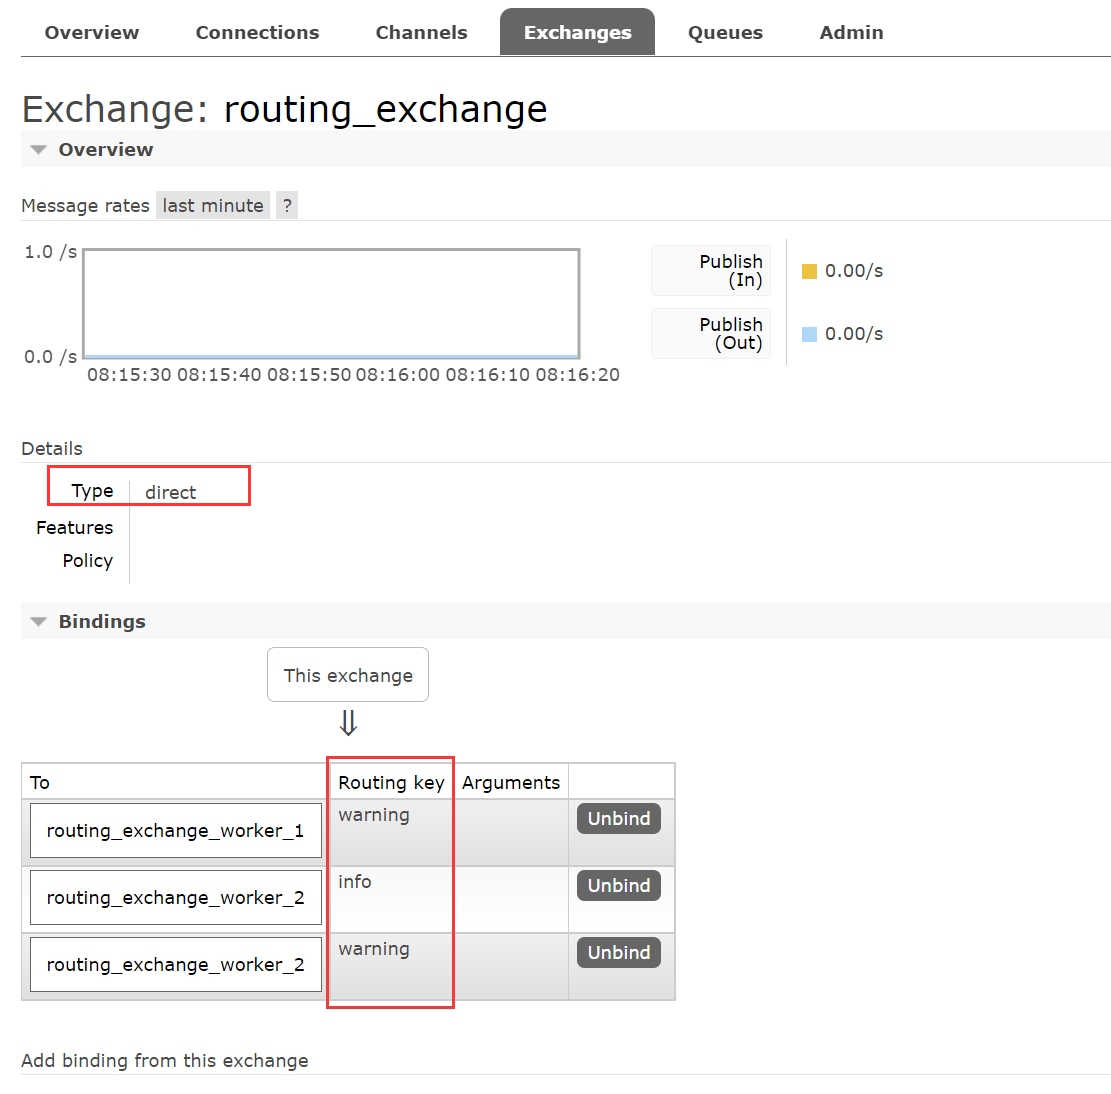 Overview Connections Channels Exchanges Queues Admin
Exchange: routing_exchange
Overview
Message rates last minute ?
1.0 /s
0.0 /s
08:15:30 08:15:40 08:15:50 08:16:00 08:16:10 08:16:20
Publish
(In)
0.00/s
Publish
(Out)
0.00/s
Details
Type direct
Features
Policy
Bindings
This exchange
⇓
To Routing key Arguments
routing_exchange_worker_1 warning Unbind
routing_exchange_worker_2 info Unbind
routing_exchange_worker_2 warning Unbind
Add binding from this exchange